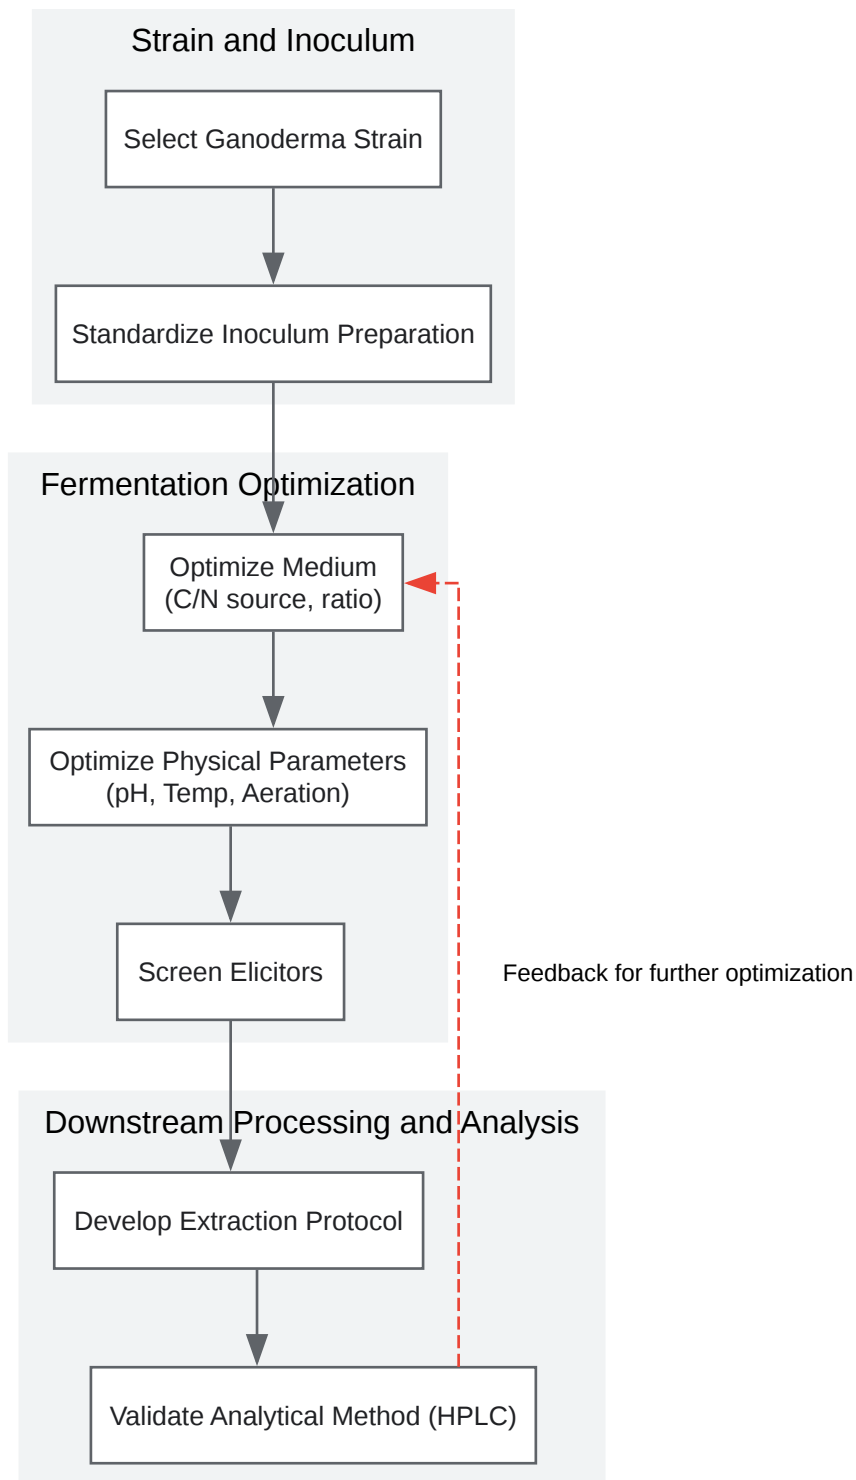 Strain and Inoculum
Select Ganoderma Strain
Standardize Inoculum Preparation
Fermentation Optimization
Optimize Medium
(C/N source, ratio)
Optimize Physical Parameters
(pH, Temp, Aeration)
Screen Elicitors
Feedback for further optimization
Downstream Processing and Analysis
Develop Extraction Protocol
Validate Analytical Method (HPLC)